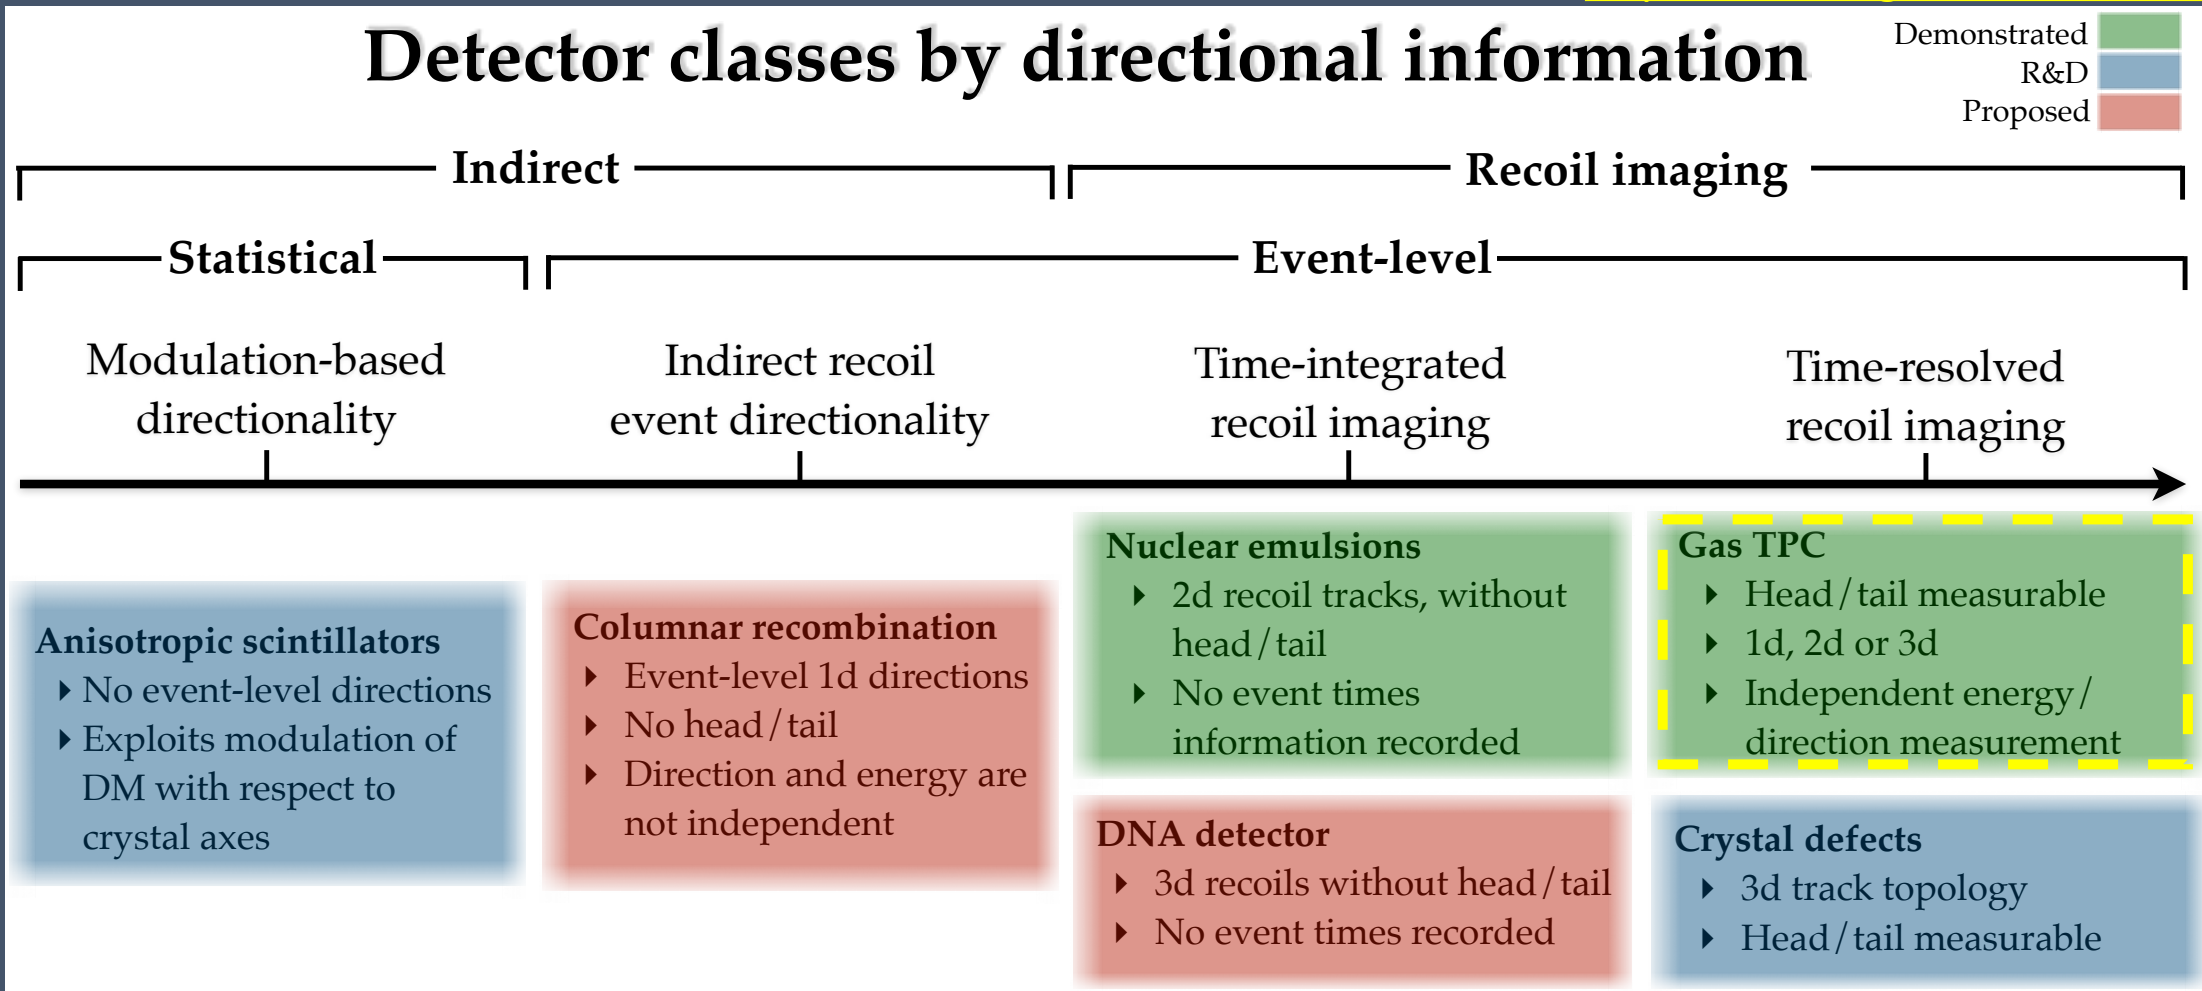 Detector classes by directional information
Demonstrated
R&D
Proposed
Indirect
Recoil imaging
Statistical
Event-level
Modulation-based
directionality
Indirect recoil
event directionality
Time-integrated
recoil imaging
Time-resolved
recoil imaging
Anisotropic scintillators
‣ No event-level directions
‣ Exploits modulation of
DM with respect to
crystal axes
Columnar recombination
‣ Event-level 1d directions
‣ No head/tail
‣ Direction and energy are
not independent
Nuclear emulsions
‣ 2d recoil tracks, without
head/tail
‣ No event times
information recorded
DNA detector
‣ 3d recoils without head/tail
‣ No event times recorded
Gas TPC
‣ Head/tail measurable
‣ 1d, 2d or 3d
‣ Independent energy/
direction measurement
Crystal defects
‣ 3d track topology
‣ Head/tail measurable